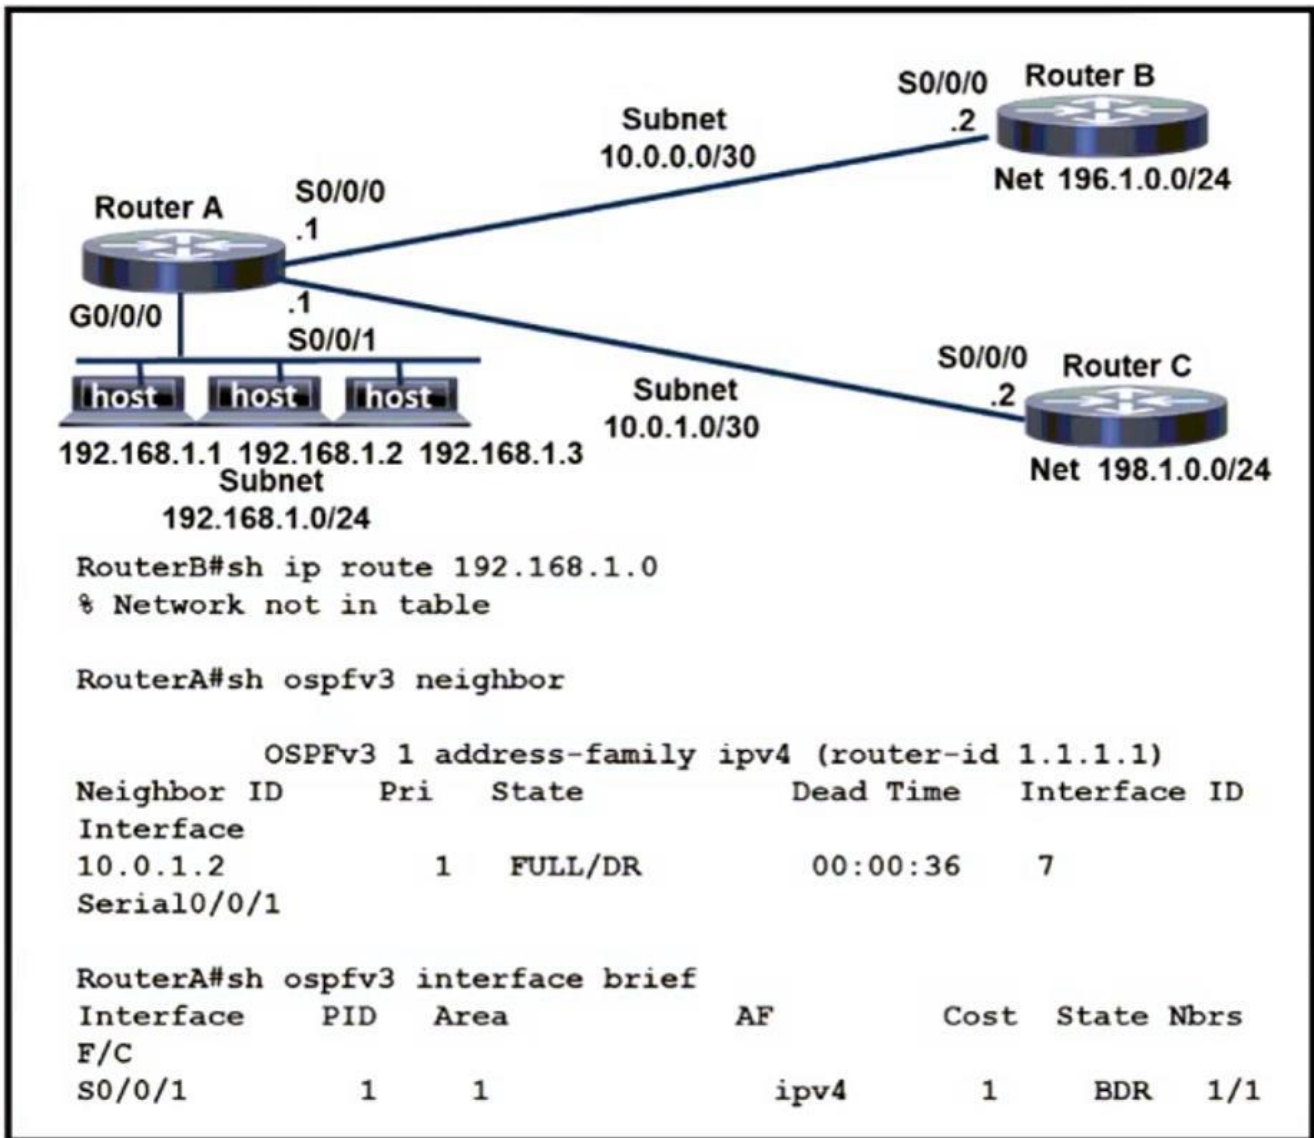 S0/0/0 Router B
.2
Subnet
10.0.0.0/30
Net 196.1.0.0/24
Router A
S0/0/0
.1
G0/0/0
.1
S0/0/1
host host host
192.168.1.1 192.168.1.2 192.168.1.3
Subnet
192.168.1.0/24
Subnet
10.0.1.0/30
S0/0/0 Router C
.2
Net 198.1.0.0/24
RouterB#sh ip route 192.168.1.0
% Network not in table
RouterA#sh ospfv3 neighbor
OSPFv3 1 address-family ipv4 (router-id 1.1.1.1)
Neighbor ID Pri State Dead Time Interface ID
Interface
10.0.1.2 1 FULL/DR 00:00:36 7
Serial0/0/1
RouterA#sh ospfv3 interface brief
Interface PID Area AF Cost State Nbrs
F/C
S0/0/1 1 1 ipv4 1 BDR 1/1